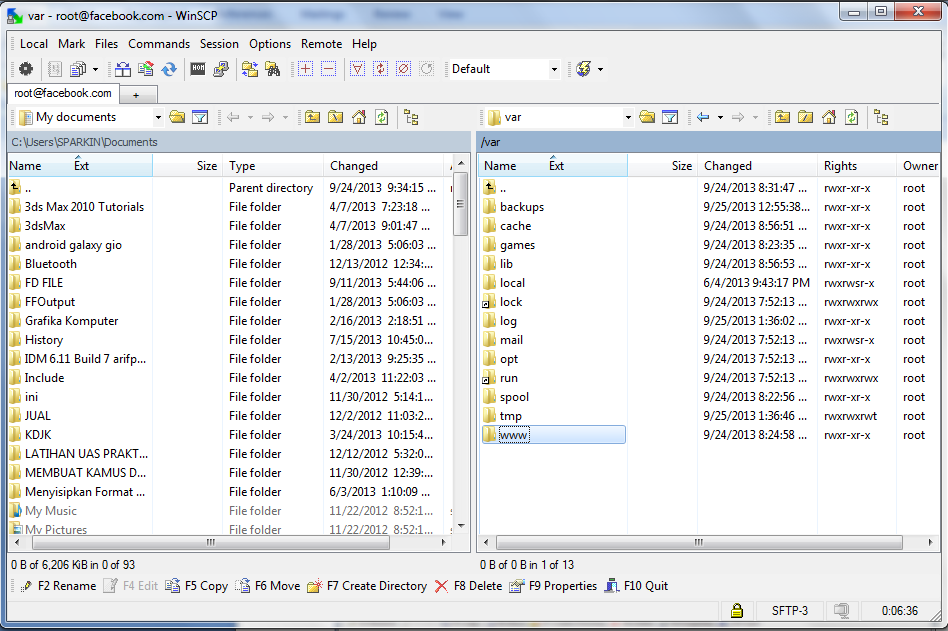 var - root@facebook.com - WinSCP
Local Mark Files Commands Session Options Remote Help
Default
root@facebook.com +
My documents
var
C:\Users\SPARKIN\Documents
/var
Name Ext Size Type Changed
Name Ext Size Changed Rights Owner
.. Parent directory 9/24/2013 9:34:15 ...
3ds Max 2010 Tutorials File folder 4/7/2013 7:23:18 ...
3dsMax File folder 4/7/2013 9:01:47 ...
android galaxy gio File folder 1/28/2013 5:06:03 ...
Bluetooth File folder 12/13/2012 12:34:...
FD FILE File folder 9/11/2013 5:44:06 ...
FFOutput File folder 1/28/2013 5:06:03 ...
Grafika Komputer File folder 2/16/2013 2:18:51 ...
History File folder 7/15/2013 10:45:0...
IDM 6.11 Build 7 arifp... File folder 2/13/2013 9:25:35 ...
Include File folder 4/2/2013 11:22:03 ...
ini File folder 11/30/2012 5:14:1...
JUAL File folder 12/2/2012 11:03:2...
KDJK File folder 3/24/2013 10:15:4...
LATIHAN UAS PRAKT... File folder 12/12/2012 5:32:0...
MEMBUAT KAMUS D... File folder 11/30/2012 12:39:...
Menyisipkan Format ... File folder 6/3/2013 1:10:09 ...
My Music File folder 11/22/2012 8:52:1...
My Pictures File folder 11/22/2012 8:52:1...
.. 9/24/2013 8:31:47 ... rwxr-xr-x root
backups 9/25/2013 12:55:38... rwxr-xr-x root
cache 9/24/2013 8:56:51 ... rwxr-xr-x root
games 9/24/2013 8:23:35 ... rwxr-xr-x root
lib 9/24/2013 8:56:53 ... rwxr-xr-x root
local 6/4/2013 9:43:17 PM rwxrwsr-x root
lock 9/24/2013 7:52:13 ... rwxrwxrwx root
log 9/25/2013 1:36:02 ... rwxr-xr-x root
mail 9/24/2013 7:52:13 ... rwxrwsr-x root
opt 9/24/2013 7:52:13 ... rwxr-xr-x root
run 9/24/2013 7:52:13 ... rwxrwxrwx root
spool 9/24/2013 8:22:56 ... rwxr-xr-x root
tmp 9/25/2013 1:36:46 ... rwxrwxrwt root
www 9/24/2013 8:24:58 ... rwxr-xr-x root
0 B of 6,206 KiB in 0 of 93
0 B of 0 B in 1 of 13
F2 Rename F4 Edit F5 Copy F6 Move F7 Create Directory F8 Delete F9 Properties F10 Quit
SFTP-3 0:06:36